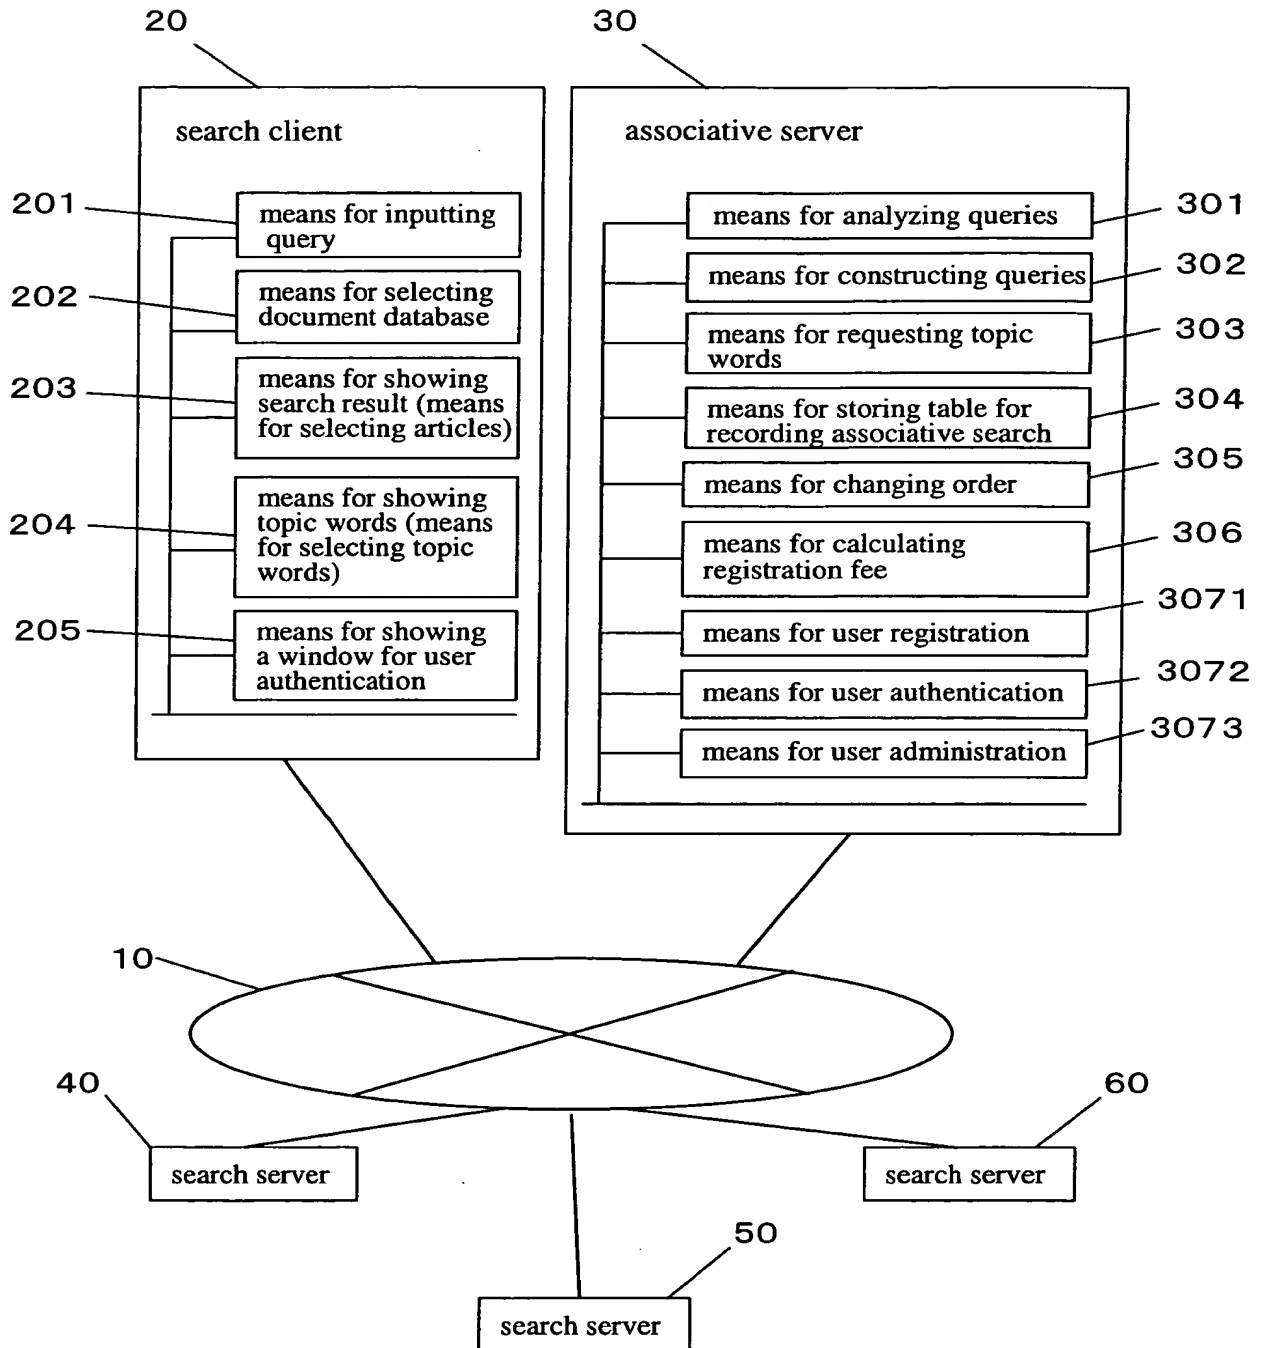 20
30
search client
associative server
201
means for inputting
query
202
means for selecting
document database
203
means for showing
search result (means
for selecting articles)
204
means for showing
topic words (means
for selecting topic
words)
205
means for showing
a window for user
authentication
means for analyzing queries
301
means for constructing queries
302
means for requesting topic
words
303
means for storing table for
recording associative search
304
means for changing order
305
means for calculating
registration fee
306
means for user registration
3071
means for user authentication
3072
means for user administration
3073
10
40
search server
60
search server
50
search server